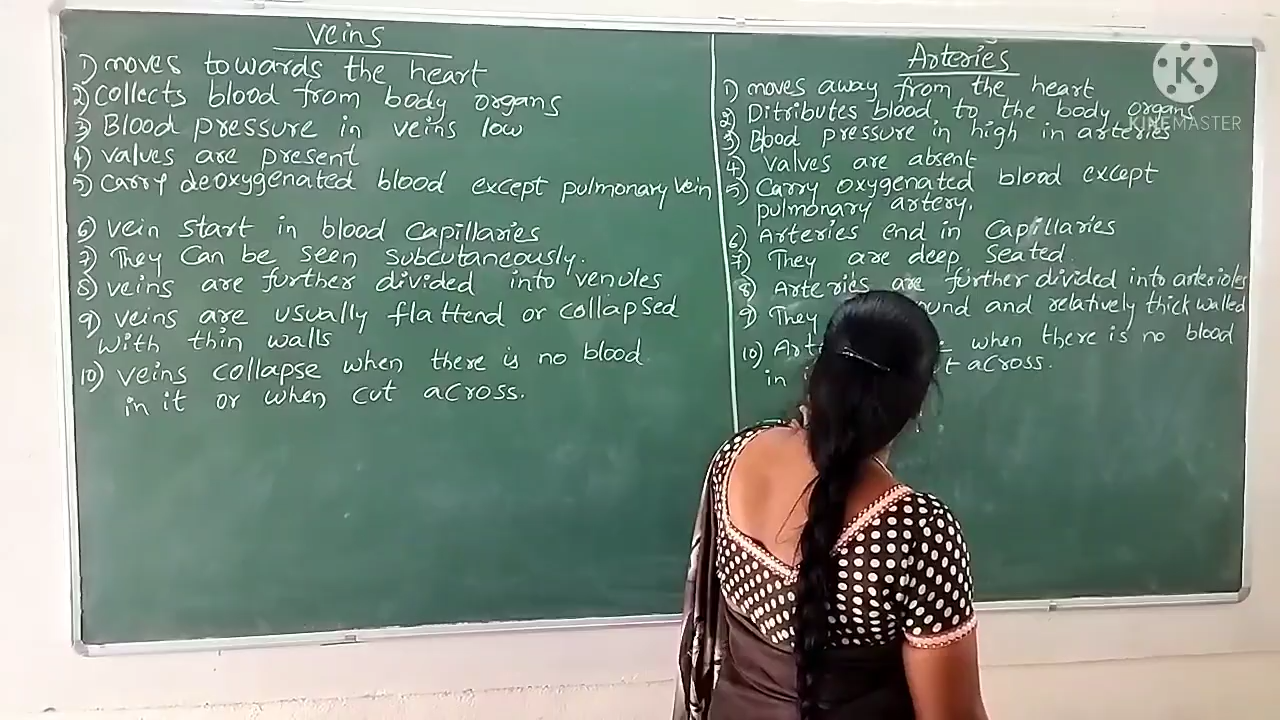 Veins
1) moves towards the heart
2) Collects blood from body organs
3) Blood pressure in veins low
4) valves are present
5) Carry deoxygenated blood except pulmonary vein
6) vein start in blood Capillaries
7) They Can be seen subcutaneously.
8) veins are further divided into venules
9) veins are usually flattend or collapsed
with thin walls
10) veins collapse when there is no blood
in it or when cut across.
Arteries
1) moves away from the heart
2) Ditributes blood to the body organs
3) Blood pressure in high in arteries
4) valves are absent
5) Carry oxygenated blood except
pulmonary artery.
6) Arteries end in Capillaries
7) They are deep seated.
8) Arteries are further divided into arterioles
9) They and relatively thick walled
10) when there is no blood
in across.
K
KINEMASTER